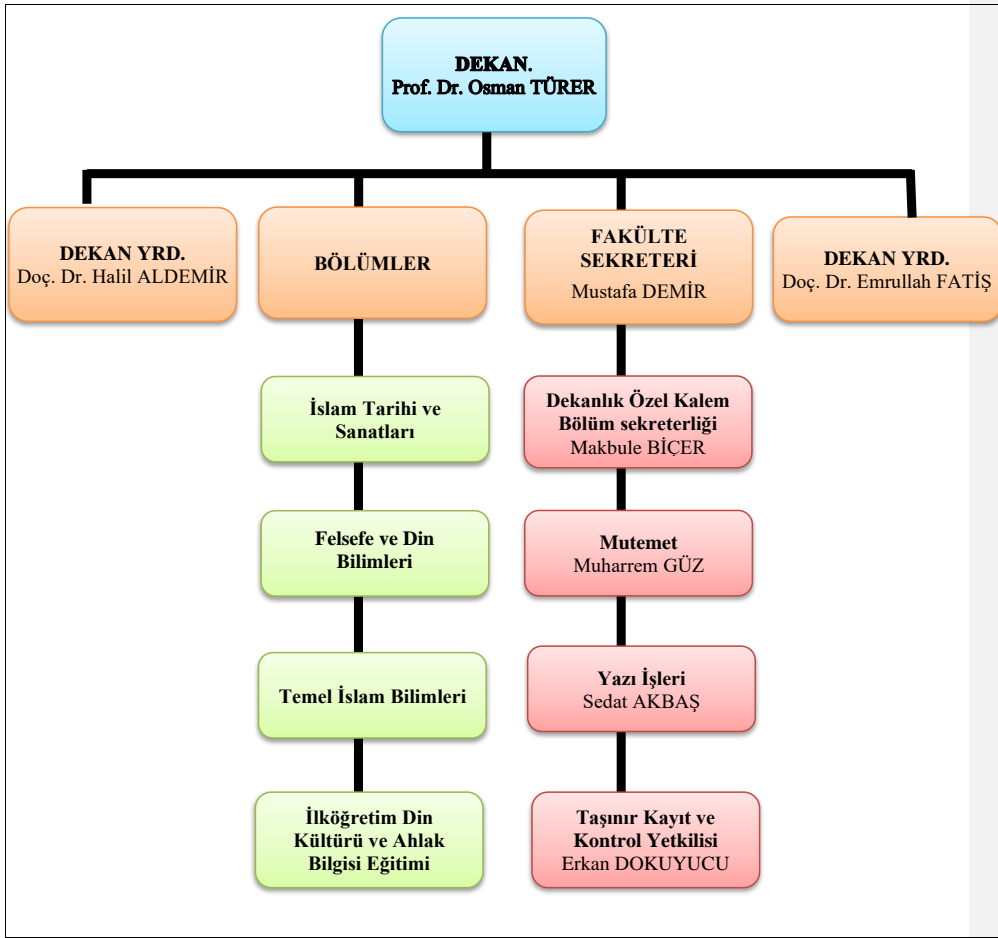 DEKAN.
Prof. Dr. Osman TÜRER
DEKAN YRD.
Doç. Dr. Halil ALDEMİR
BÖLÜMLER
FAKÜLTE
SEKRETERİ
Mustafa DEMİR
DEKAN YRD.
Doç. Dr. Emrullah FATİŞ
İslam Tarihi ve
Sanatları
Dekanlık Özel Kalem
Bölüm sekreterliği
Makbule BİÇER
Felsefe ve Din
Bilimleri
Mutemet
Muharrem GÜZ
Temel İslam Bilimleri
Yazı İşleri
Sedat AKBAŞ
İlköğretim Din
Kültürü ve Ahlak
Bilgisi Eğitimi
Taşınır Kayıt ve
Kontrol Yetkilisi
Erkan DOKUYUCU